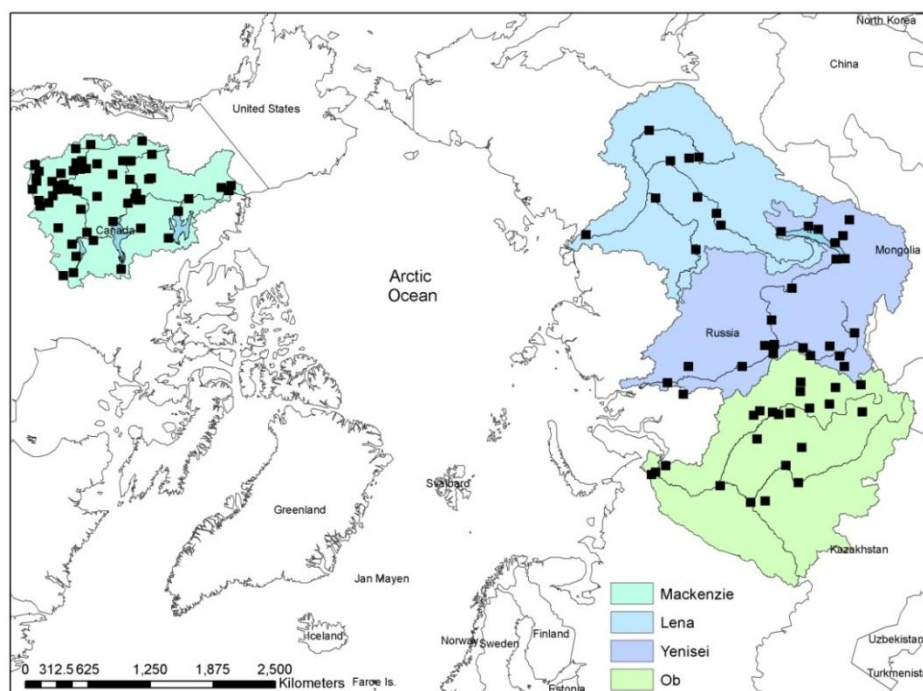 North Korea
China
United States
Canada
Mongolia
Arctic
Ocean
Russia
Svalbard
Greenland
Kazakhstan
Jan Mayen
Mackenzie
Lena
Iceland
Norway
Sweden
Finland
Yenisei
Uzbekistan
0 312.5 625 1,250 1,875 2,500
Kilometers
Faroe Is.
Estonia
Ob
Turkmenist